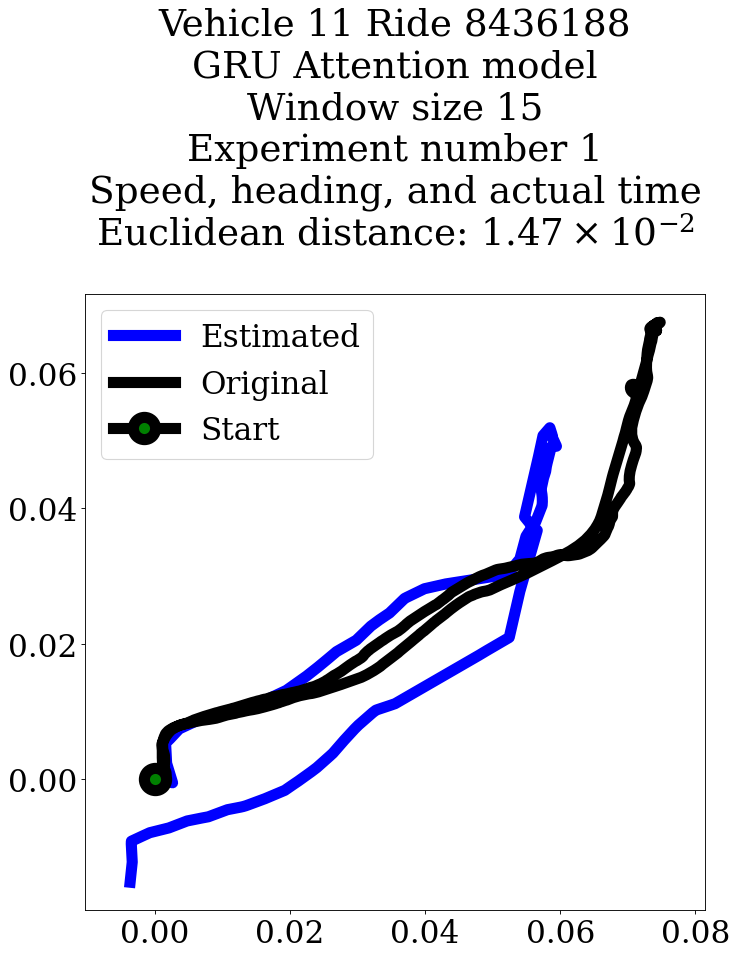 Vehicle 11 Ride 8436188
GRU Attention model
Window size 15
Experiment number 1
Speed, heading, and actual time
Euclidean distance: 1.47 × 10⁻²
Estimated
Original
Start
0.06
0.04
0.02
0.00
0.00 0.02 0.04 0.06 0.08